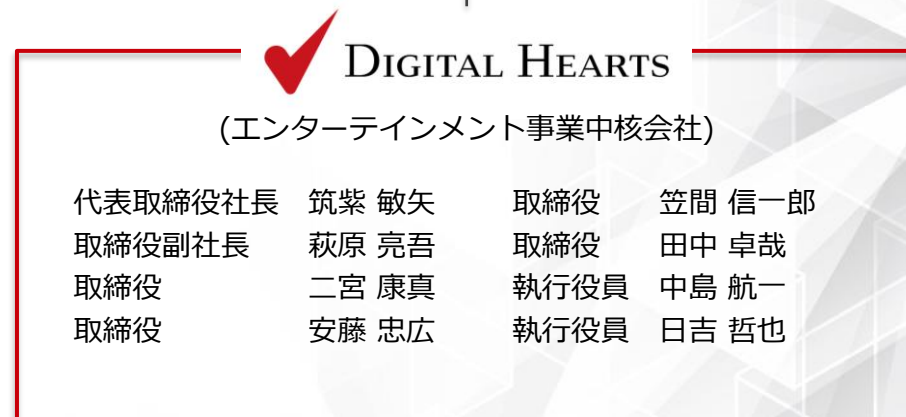 DIGITAL HEARTS
(エンターテインメント事業中核会社)
代表取締役社長 筑紫 敏矢 取締役 笠間 信一郎
取締役副社長 萩原 亮吾 取締役 田中 卓哉
取締役 二宮 康真 執行役員 中島 航一
取締役 安藤 忠広 執行役員 日吉 哲也